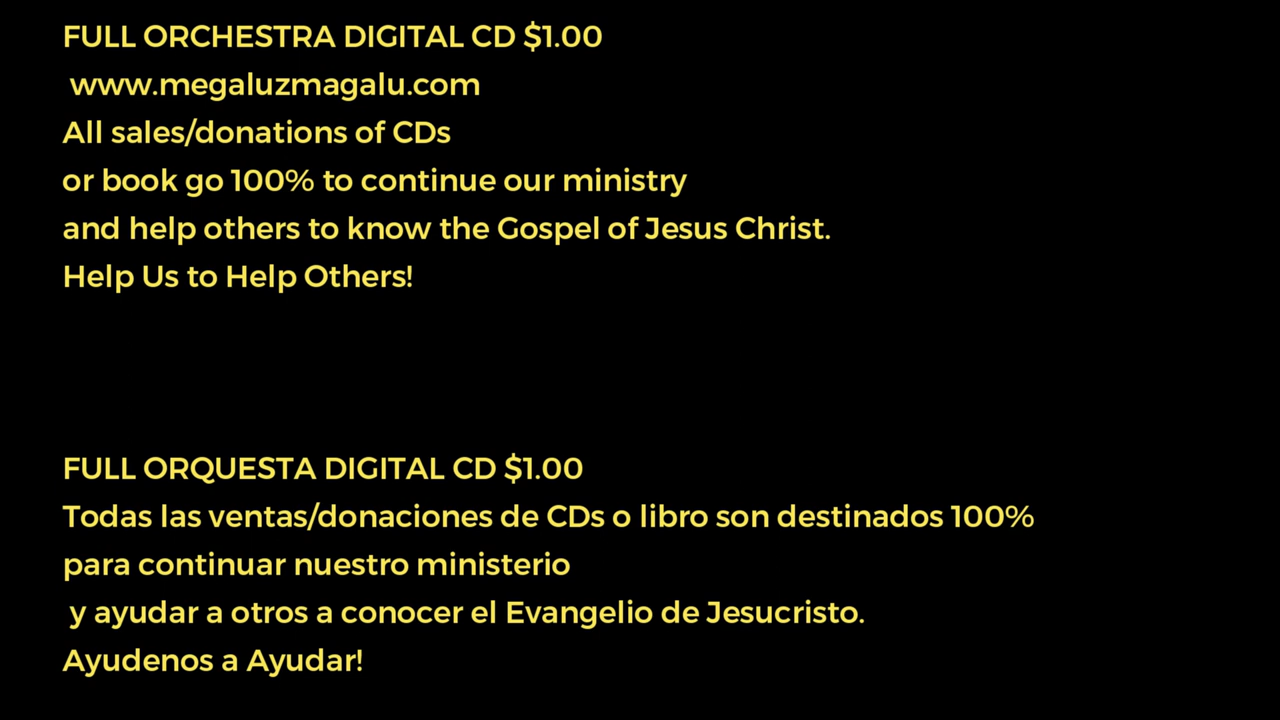 FULL ORCHESTRA DIGITAL CD $1.00
www.megaluzmagalu.com
All sales/donations of CDs
or book go 100% to continue our ministry
and help others to know the Gospel of Jesus Christ.
Help Us to Help Others!
FULL ORQUESTA DIGITAL CD $1.00
Todas las ventas/donaciones de CDs o libro son destinados 100%
para continuar nuestro ministerio
y ayudar a otros a conocer el Evangelio de Jesucristo.
Ayudenos a Ayudar!